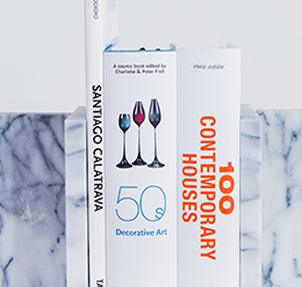 SANTIAGO CALATRAVA
TA
A source book edited by
Charlotte & Peter Fiell
50s
Decorative Art
Philip Jodidio
100
CONTEMPORARY
HOUSES